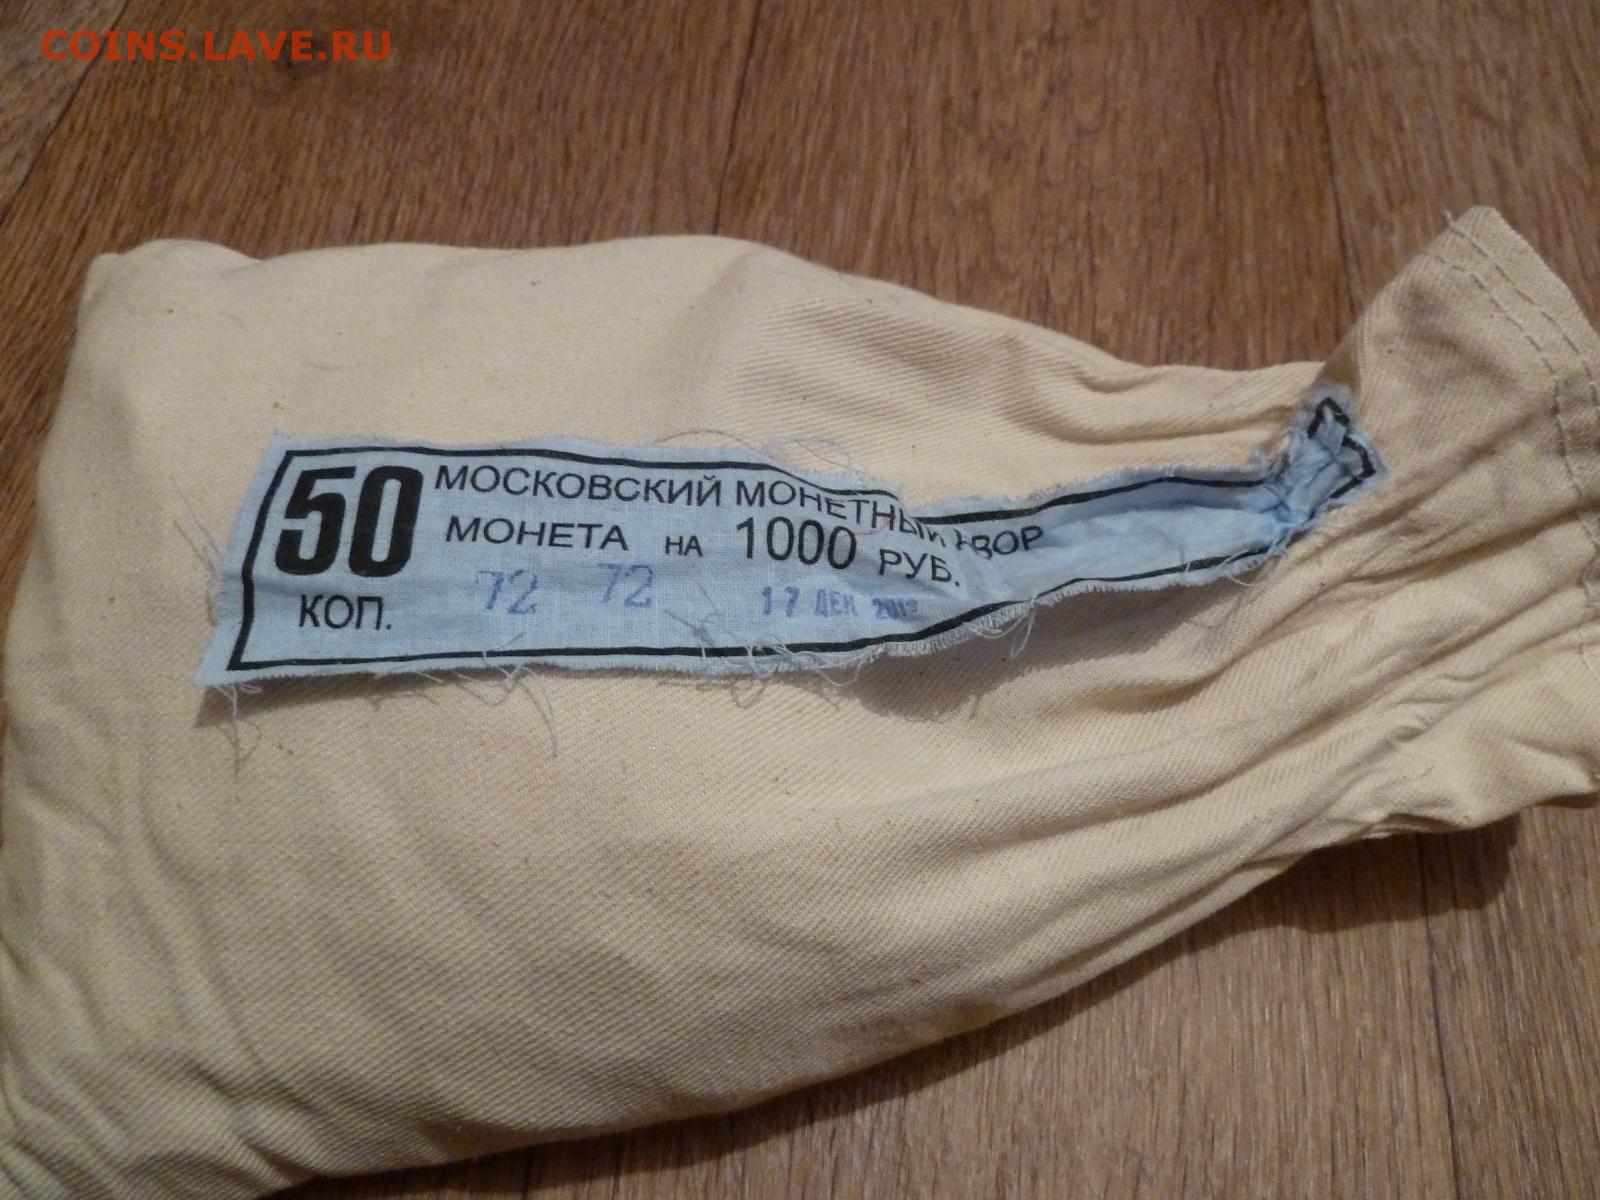 COINS.LAVE.RU
50 МОСКОВСКИЙ МОНЕТНЫЙ ДВОР
МОНЕТА НА 1000 РУБ.
КОП. 72 72 17 ДЕК